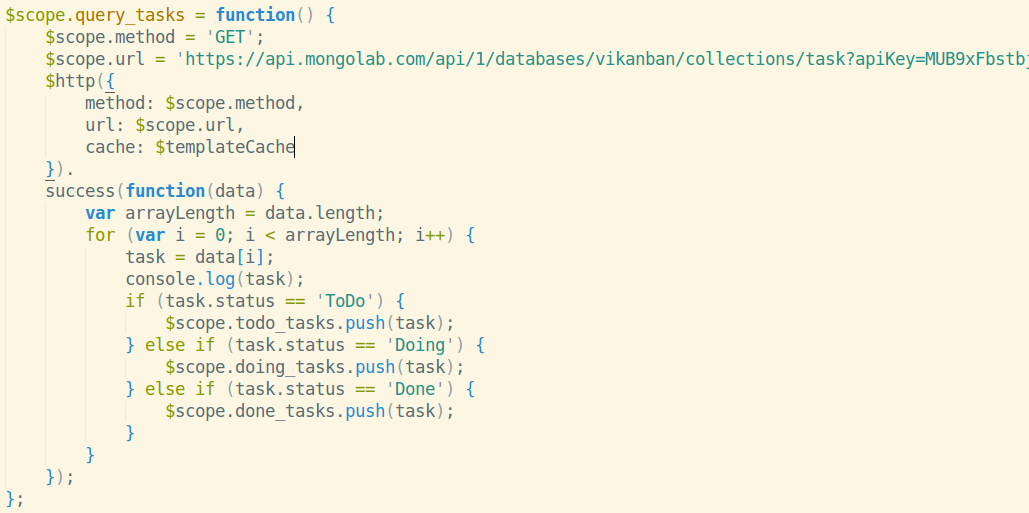 $scope.query_tasks = function() {
    $scope.method = 'GET';
    $scope.url = 'https://api.mongolab.com/api/1/databases/vikanban/collections/task?apiKey=MUB9xFbstbj
    $http({
        method: $scope.method,
        url: $scope.url,
        cache: $templateCache
    }).
    success(function(data) {
        var arrayLength = data.length;
        for (var i = 0; i < arrayLength; i++) {
            task = data[i];
            console.log(task);
            if (task.status == 'ToDo') {
                $scope.todo_tasks.push(task);
            } else if (task.status == 'Doing') {
                $scope.doing_tasks.push(task);
            } else if (task.status == 'Done') {
                $scope.done_tasks.push(task);
            }
        }
    });
};